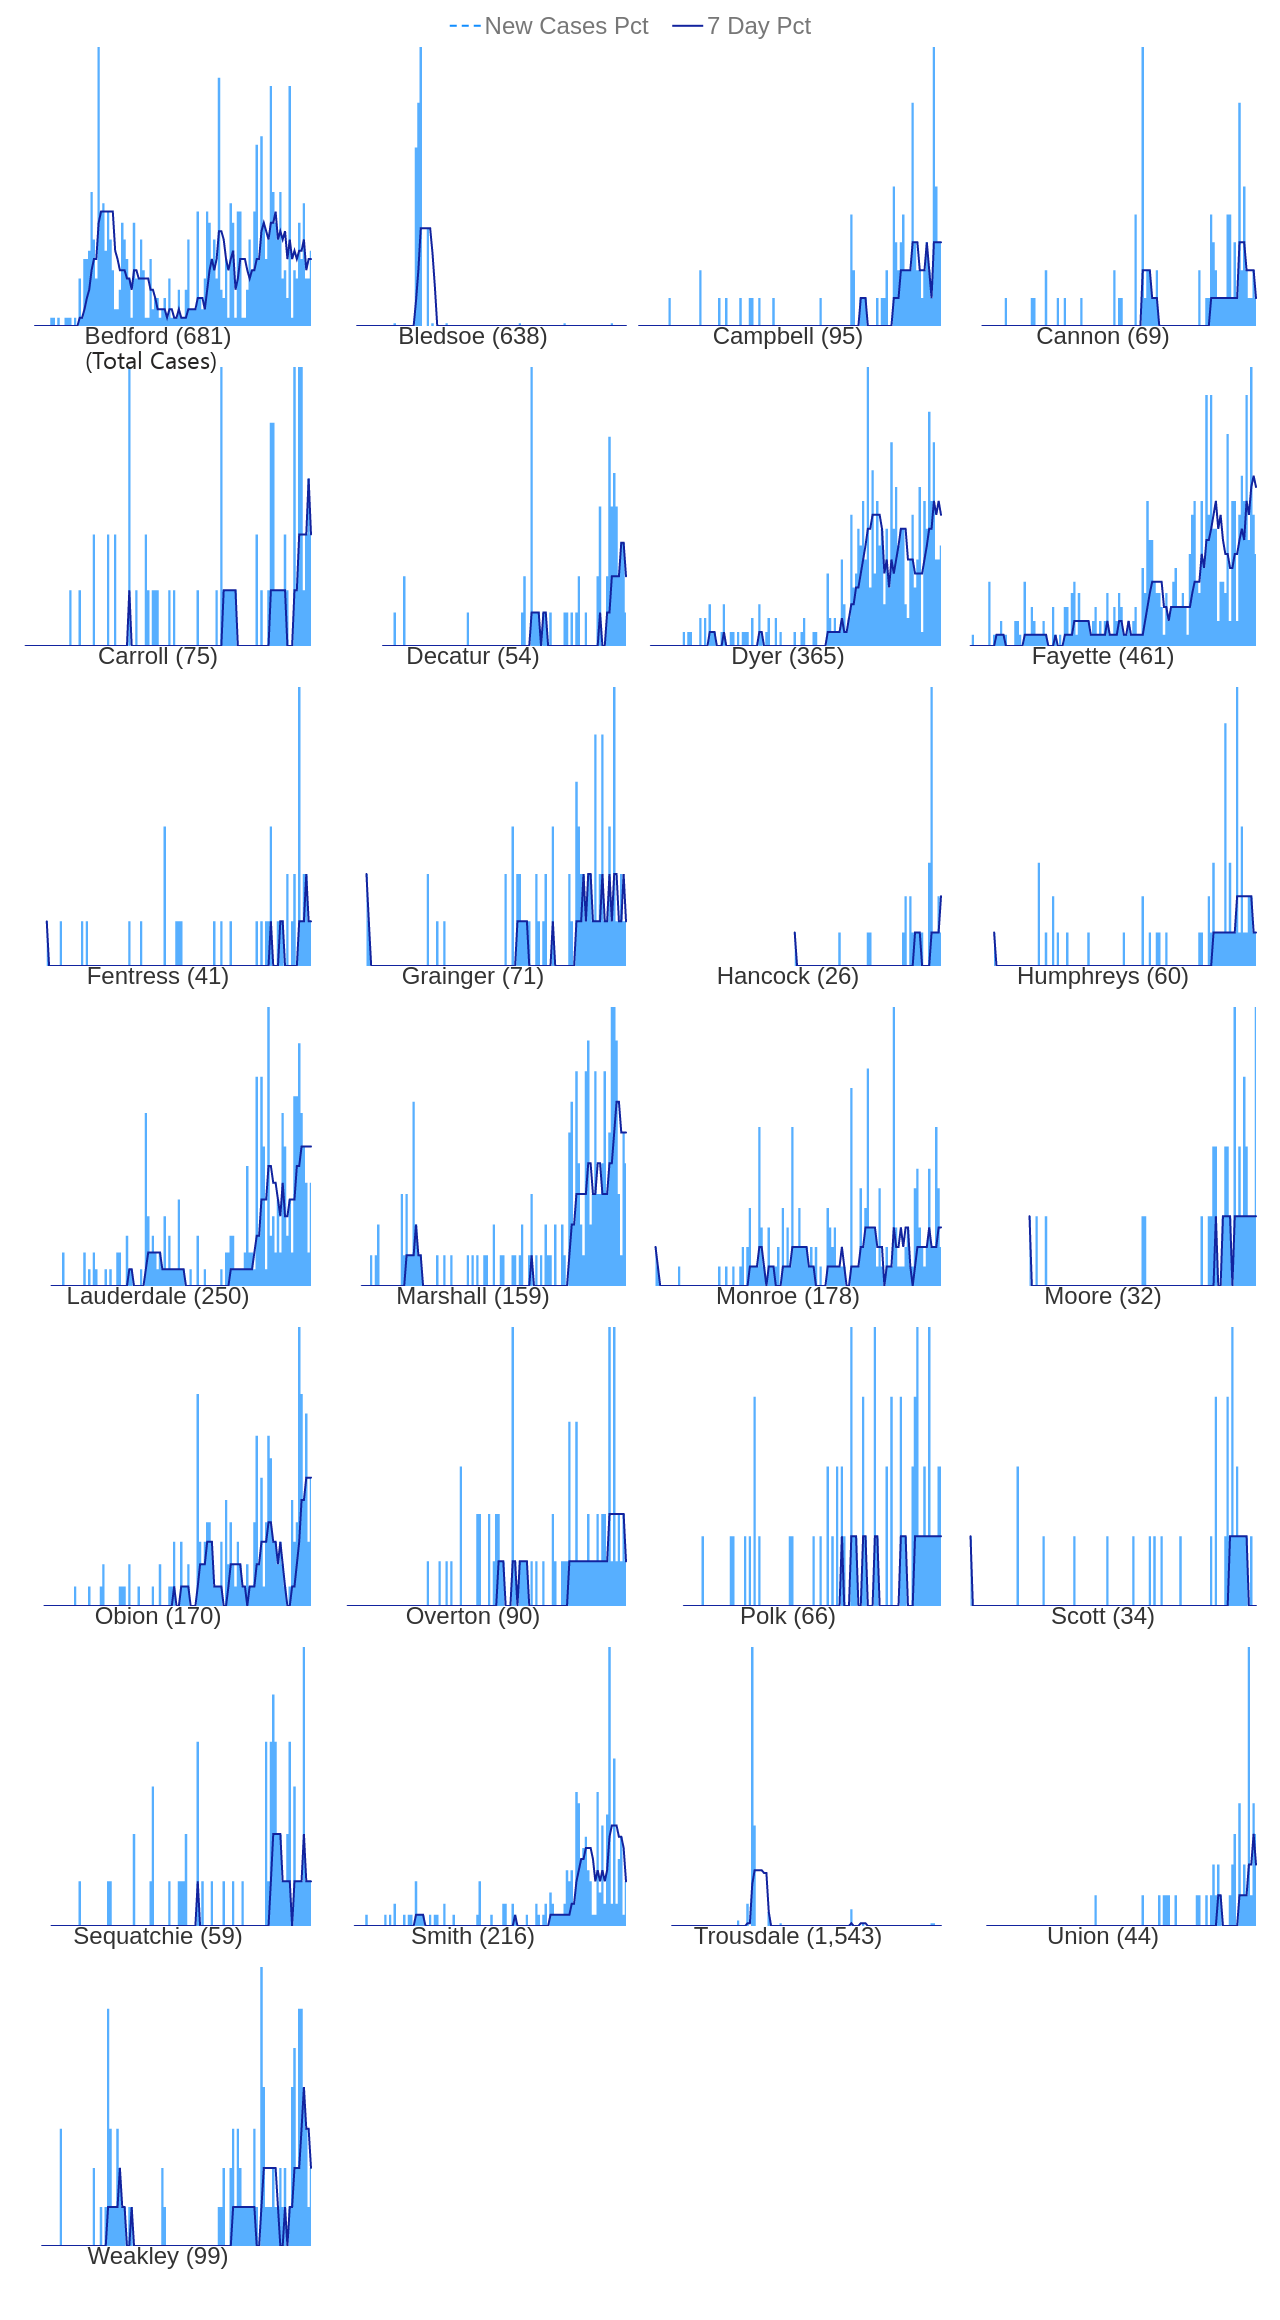 New Cases Pct 7 Day Pct
Bedford (681) Bledsoe (638) Campbell (95) Cannon (69)
(Total Cases)
Carroll (75) Decatur (54) Dyer (365) Fayette (461)
Fentress (41) Grainger (71) Hancock (26) Humphreys (60)
Lauderdale (250) Marshall (159) Monroe (178) Moore (32)
Obion (170) Overton (90) Polk (66) Scott (34)
Sequatchie (59) Smith (216) Trousdale (1,543) Union (44)
Weakley (99)